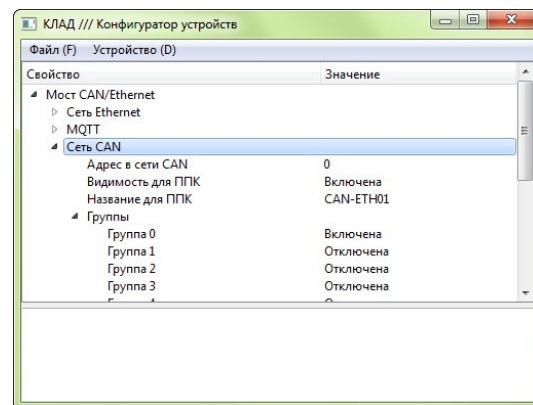 КЛАД /// Конфигуратор устройств
Файл (F) Устройство (D)
Свойство Значение
Мост CAN/Ethernet
Сеть Ethernet
MQTT
Сеть CAN
Адрес в сети CAN 0
Видимость для ППК Включена
Название для ППК CAN-ETH01
Группы
Группа 0 Включена
Группа 1 Отключена
Группа 2 Отключена
Группа 3 Отключена